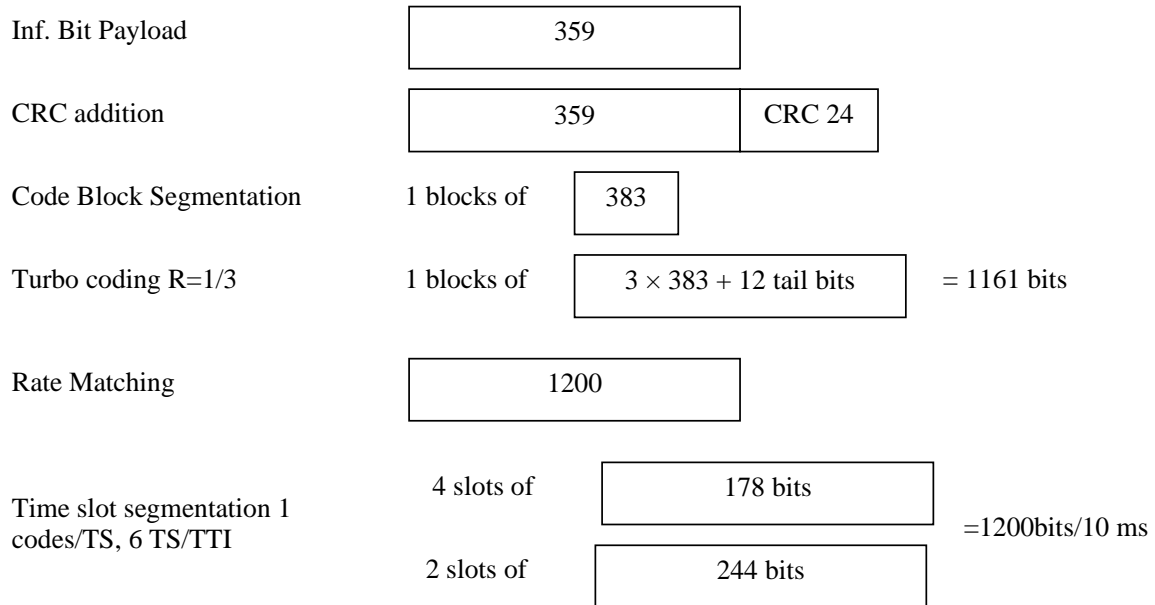 Inf. Bit Payload 359
CRC addition 359 CRC 24
Code Block Segmentation 1 blocks of 383
Turbo coding R=1/3 1 blocks of 3 × 383 + 12 tail bits = 1161 bits
Rate Matching 1200
4 slots of 178 bits
Time slot segmentation 1
codes/TS, 6 TS/TTI =1200bits/10 ms
2 slots of 244 bits